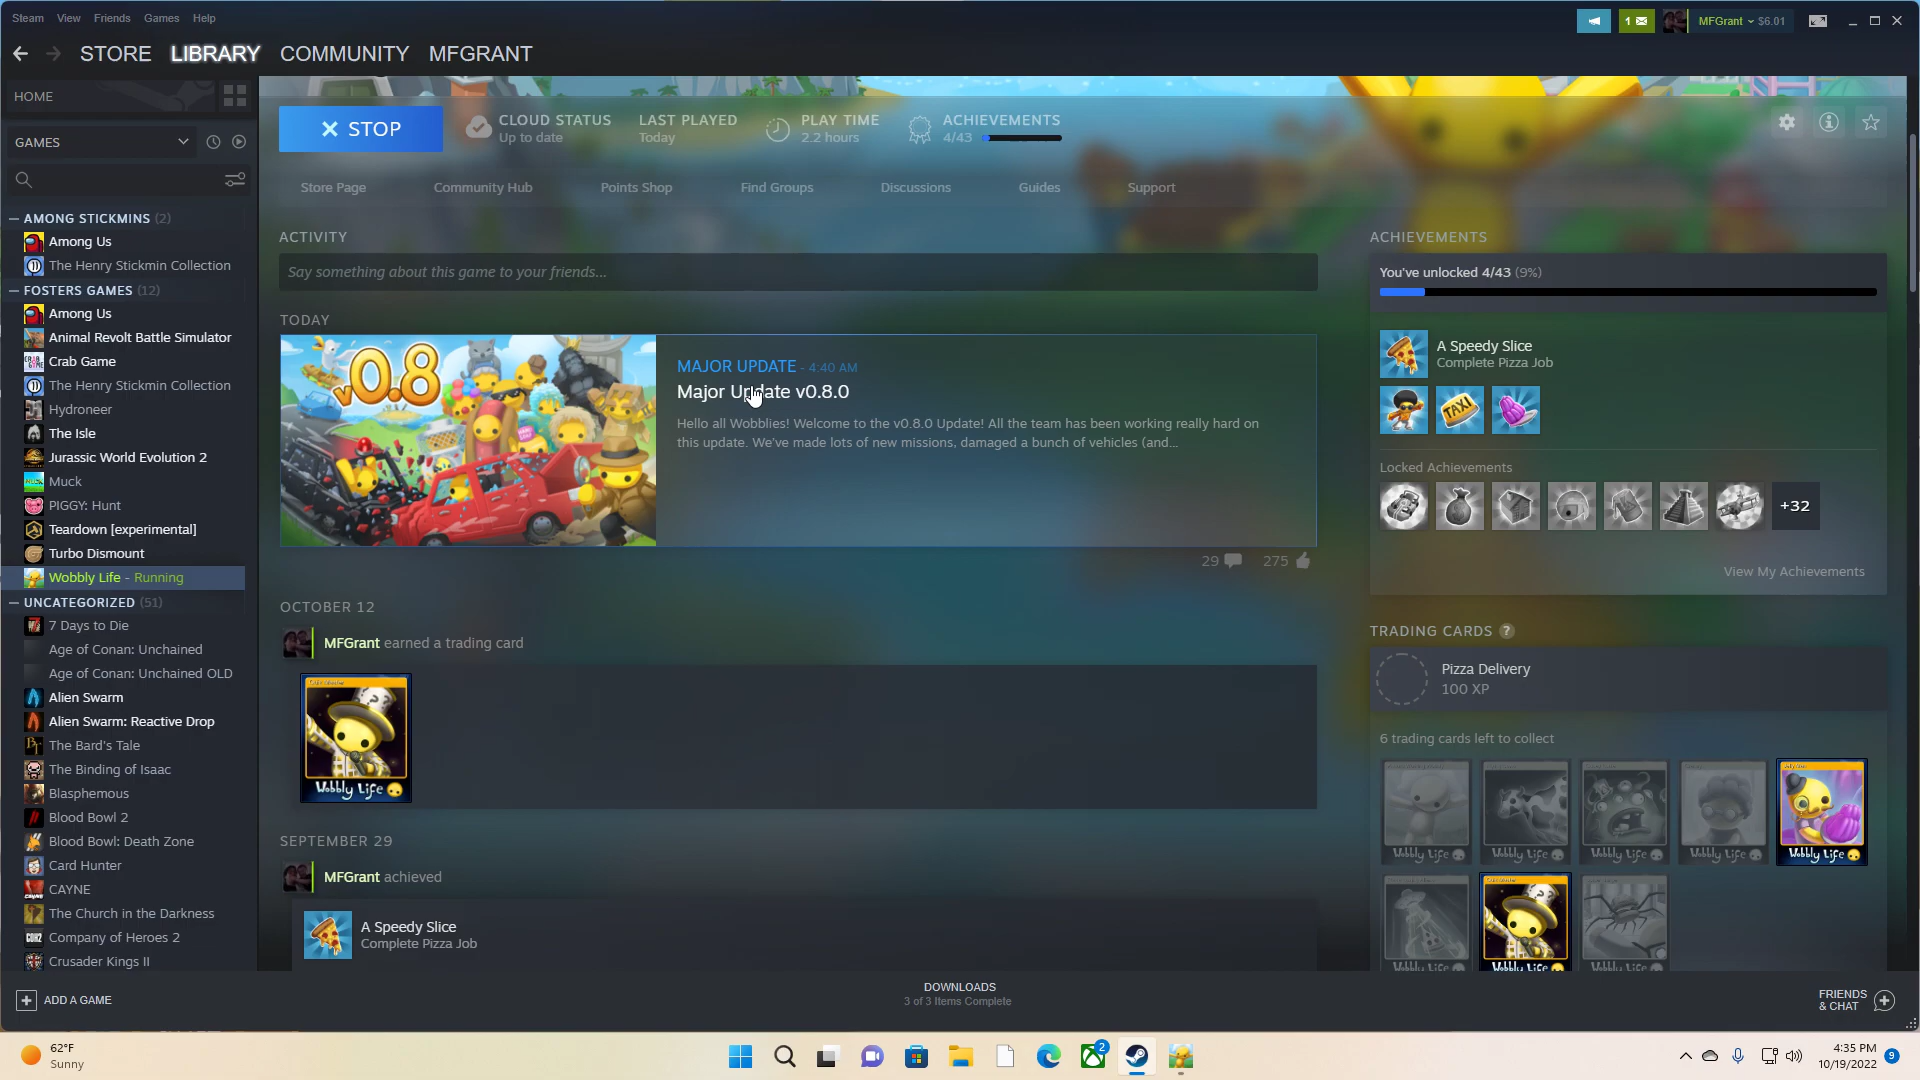 Steam View Friends Games Help
1
MFGrant $6.01
STORE LIBRARY COMMUNITY MFGRANT
HOME
GAMES
— AMONG STICKMINS (2)
Among Us
The Henry Stickmin Collection
— FOSTERS GAMES (12)
Among Us
Animal Revolt Battle Simulator
Crab Game
The Henry Stickmin Collection
Hydroneer
The Isle
Jurassic World Evolution 2
Muck
PIGGY: Hunt
Teardown [experimental]
Turbo Dismount
Wobbly Life - Running
— UNCATEGORIZED (51)
7 Days to Die
Age of Conan: Unchained
Age of Conan: Unchained OLD
Alien Swarm
Alien Swarm: Reactive Drop
The Bard's Tale
The Binding of Isaac
Blasphemous
Blood Bowl 2
Blood Bowl: Death Zone
Card Hunter
CAYNE
The Church in the Darkness
Company of Heroes 2
Crusader Kings II
STOP
CLOUD STATUS
Up to date
LAST PLAYED
Today
PLAY TIME
2.2 hours
ACHIEVEMENTS
4/43
Store Page Community Hub Points Shop Find Groups Discussions Guides Support
ACTIVITY
Say something about this game to your friends...
TODAY
v0.8
MAJOR UPDATE - 4:40 AM
Major Update v0.8.0
Hello all Wobblies! Welcome to the v0.8.0 Update! All the team has been working really hard on
this update. We've made lots of new missions, damaged a bunch of vehicles (and...
29 275
OCTOBER 12
MFGrant earned a trading card
Wobbly Life
SEPTEMBER 29
MFGrant achieved
A Speedy Slice
Complete Pizza Job
ACHIEVEMENTS
You've unlocked 4/43 (9%)
A Speedy Slice
Complete Pizza Job
TAXI
Locked Achievements
+32
View My Achievements
TRADING CARDS ?
Pizza Delivery
100 XP
6 trading cards left to collect
Wobbly Life
Wobbly Life
Wobbly Life
Wobbly Life
Wobbly Life
Wobbly Life
Wobbly Life
Wobbly Life
ADD A GAME
DOWNLOADS
3 of 3 Items Complete
FRIENDS
& CHAT
62°F
Sunny
2
4:35 PM
10/19/2022
9